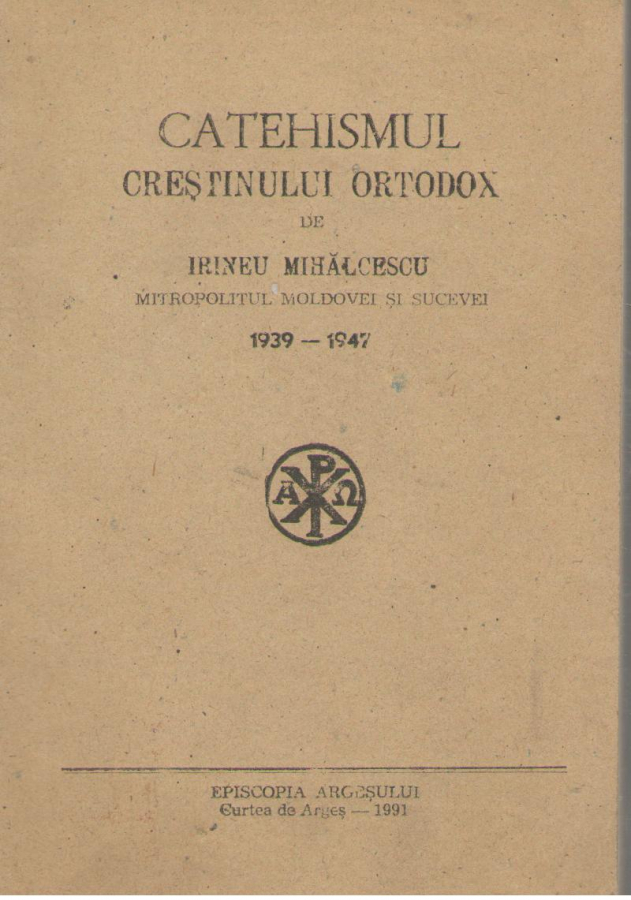 CATEHISMUL
CREȘTINULUI ORTODOX
DE
IRINEU MIHĂLCESCU
MITROPOLITUL MOLDOVEI ȘI SUCEVEI
1939 — 1947
Α Ρ Ω
EPISCOPIA ARGEȘULUI
Curtea de Argeș — 1991